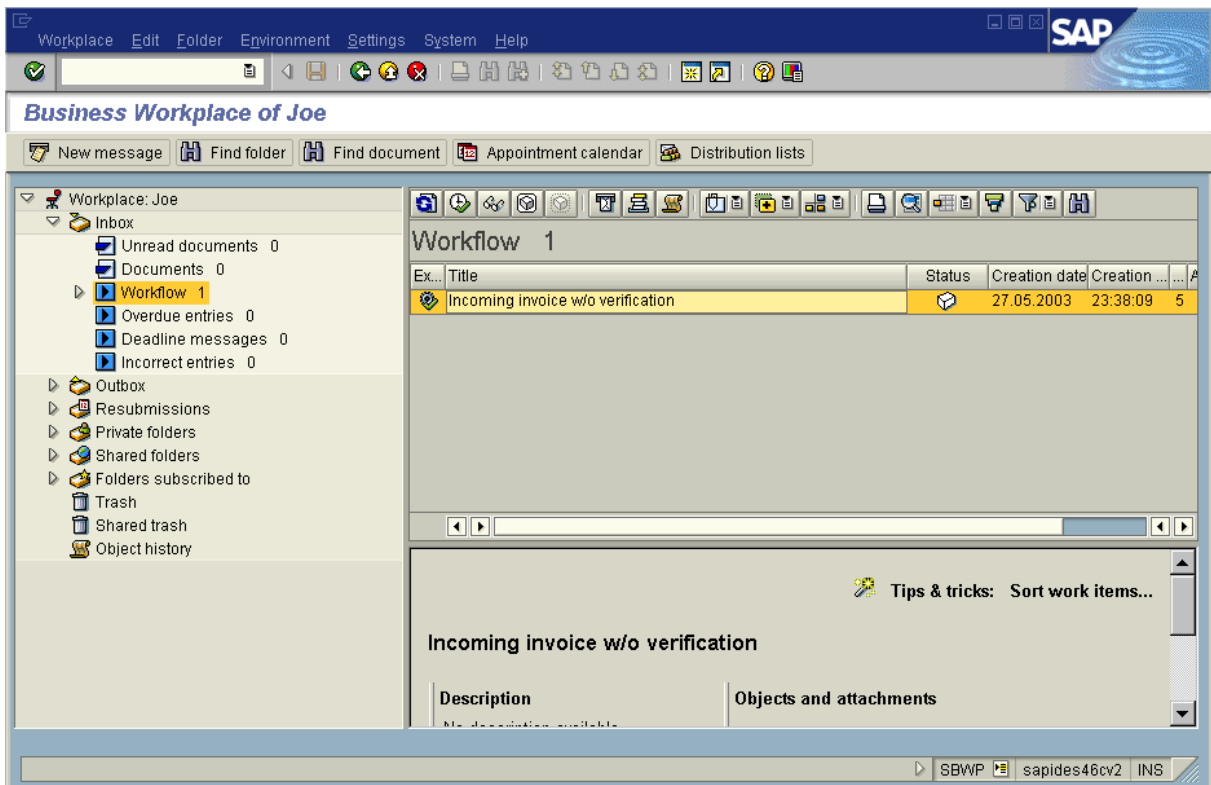 Workplace Edit Folder Environment Settings System Help
SAP
Business Workplace of Joe
New message Find folder Find document Appointment calendar Distribution lists
Workplace: Joe
Inbox
Unread documents 0
Documents 0
Workflow 1
Overdue entries 0
Deadline messages 0
Incorrect entries 0
Outbox
Resubmissions
Private folders
Shared folders
Folders subscribed to
Trash
Shared trash
Object history
Workflow 1
Ex... Title Status Creation date Creation ... ... A
Incoming invoice w/o verification 27.05.2003 23:38:09 5
Tips & tricks: Sort work items...
Incoming invoice w/o verification
Description Objects and attachments
No description available
SBWP sapides46cv2 INS